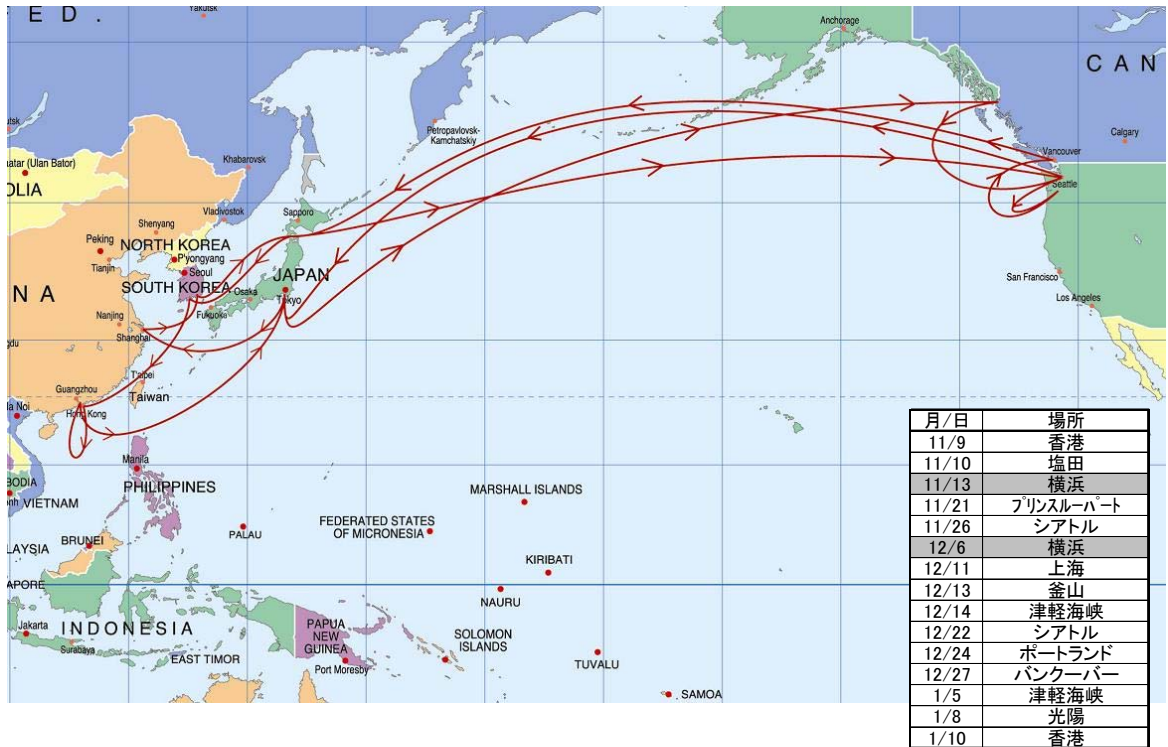 E D .
Yakutsk
Anchorage
C A N
utsk
Petropavlovsk-
Kamchatskiy
Calgary
atar (Ulan Bator)
Khabarovsk
Vancouver
OLIA
Seattle
Vladivostok
Sapporo
Shenyang
Peking
NORTH KOREA
P'yongyang
Tianjin
Seoul
JAPAN
San Francisco
SOUTH KOREA
Osaka
Tokyo
N A
Los Angeles
Nanjing
Fukuoka
Shanghai
gdu
T'aipei
Guangzhou
Taiwan
Hong Kong
Ha Noi
Manila
BODIA
PHILIPPINES
MARSHALL ISLANDS
nh
VIETNAM
FEDERATED STATES
OF MICRONESIA
PALAU
LAYSIA
BRUNEI
KIRIBATI
APORE
NAURU
Jakarta
I N D O N E S I A
PAPUA
NEW
GUINEA
SOLOMON
ISLANDS
Surabaya
EAST TIMOR
Port Moresby
TUVALU
SAMOA
月/日 場所
11/9 香港
11/10 塩田
11/13 横浜
11/21 プリンスルーパート
11/26 シアトル
12/6 横浜
12/11 上海
12/13 釜山
12/14 津軽海峡
12/22 シアトル
12/24 ポートランド
12/27 バンクーバー
1/5 津軽海峡
1/8 光陽
1/10 香港